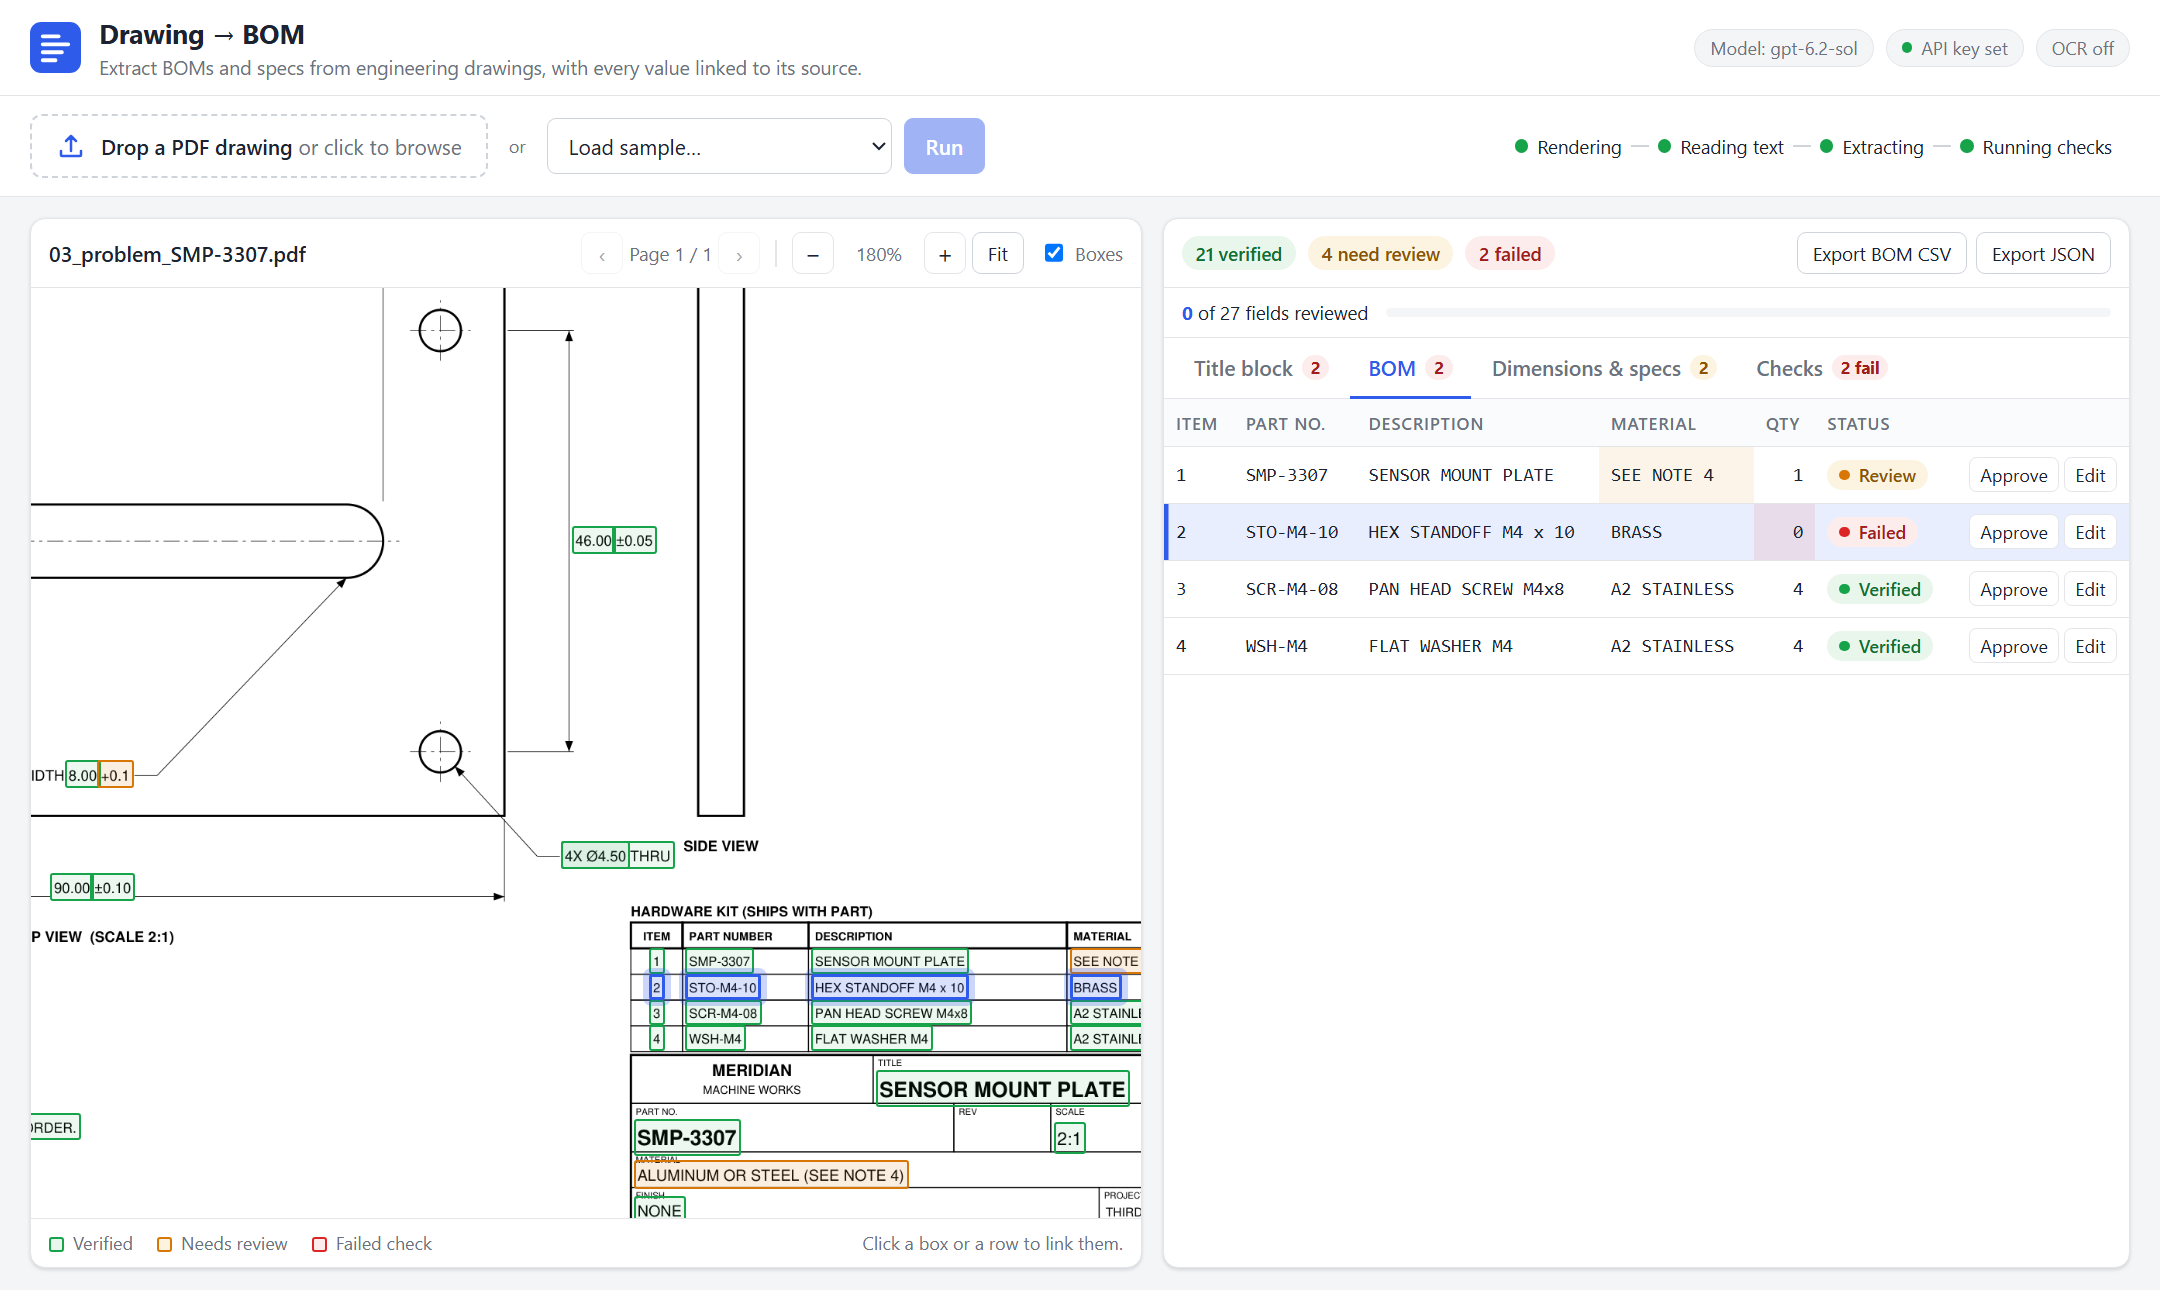 Drawing → BOM
Extract BOMs and specs from engineering drawings, with every value linked to its source.
Model: gpt-6.2-sol
API key set
OCR off
Drop a PDF drawing or click to browse
or
Load sample...
Run
Rendering
Reading text
Extracting
Running checks
03_problem_SMP-3307.pdf
‹ Page 1 / 1 ›
− 180% + Fit
Boxes
46.00 ±0.05
IDTH 8.00 +0.1
4X Ø4.50 THRU
SIDE VIEW
90.00 ±0.10
P VIEW (SCALE 2:1)
HARDWARE KIT (SHIPS WITH PART)
ITEM PART NUMBER DESCRIPTION MATERIAL
1 SMP-3307 SENSOR MOUNT PLATE SEE NOTE
2 STO-M4-10 HEX STANDOFF M4 x 10 BRASS
3 SCR-M4-08 PAN HEAD SCREW M4x8 A2 STAINL
4 WSH-M4 FLAT WASHER M4 A2 STAINL
MERIDIAN
MACHINE WORKS
TITLE
SENSOR MOUNT PLATE
PART NO.
SMP-3307
REV
SCALE
2:1
MATERIAL
ALUMINUM OR STEEL (SEE NOTE 4)
FINISH
NONE
PROJEC
THIRD
ORDER.
Verified
Needs review
Failed check
Click a box or a row to link them.
21 verified
4 need review
2 failed
Export BOM CSV
Export JSON
0 of 27 fields reviewed
Title block 2
BOM 2
Dimensions & specs 2
Checks 2 fail
ITEM PART NO. DESCRIPTION MATERIAL QTY STATUS
1 SMP-3307 SENSOR MOUNT PLATE SEE NOTE 4 1 Review Approve Edit
2 STO-M4-10 HEX STANDOFF M4 x 10 BRASS 0 Failed Approve Edit
3 SCR-M4-08 PAN HEAD SCREW M4x8 A2 STAINLESS 4 Verified Approve Edit
4 WSH-M4 FLAT WASHER M4 A2 STAINLESS 4 Verified Approve Edit